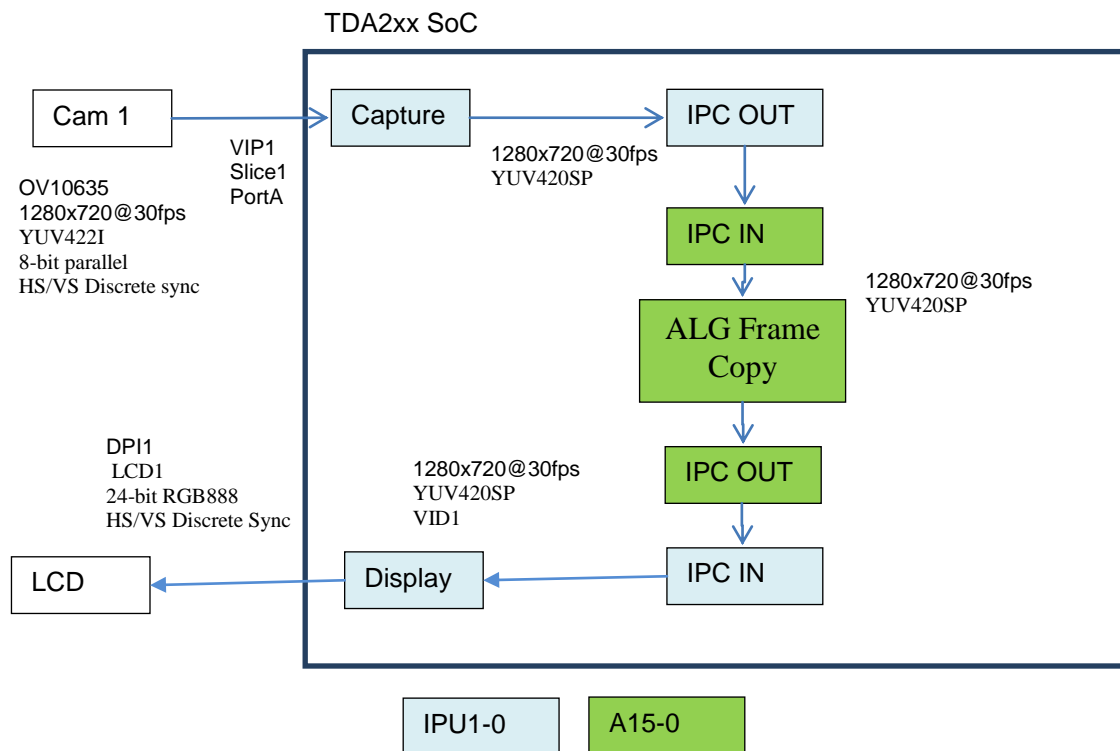 TDA2xx SoC
Cam 1
Capture
IPC OUT
VIP1
Slice1
PortA
1280x720@30fps
YUV420SP
OV10635
1280x720@30fps
YUV422I
8-bit parallel
HS/VS Discrete sync
IPC IN
1280x720@30fps
YUV420SP
ALG Frame
Copy
IPC OUT
DPI1
LCD1
24-bit RGB888
HS/VS Discrete Sync
1280x720@30fps
YUV420SP
VID1
LCD
Display
IPC IN
IPU1-0
A15-0